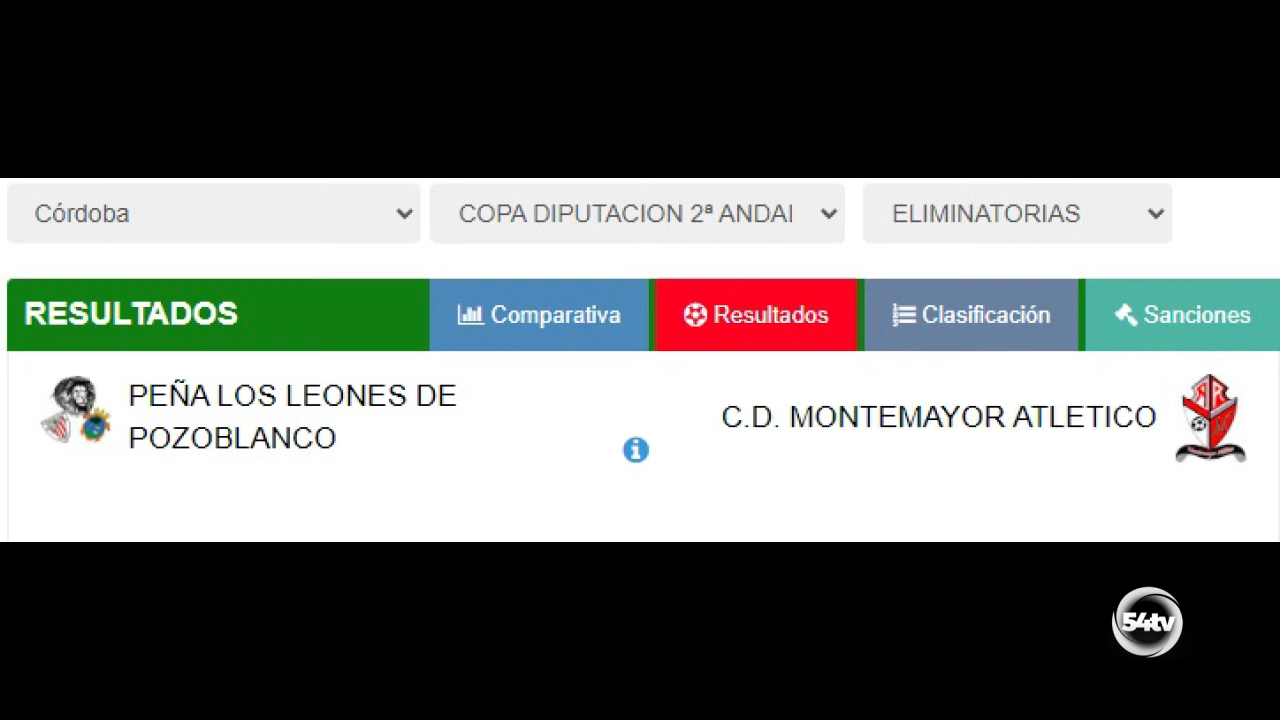 Córdoba
COPA DIPUTACION 2ª ANDAI
ELIMINATORIAS
RESULTADOS
Comparativa
Resultados
Clasificación
Sanciones
PEÑA LOS LEONES DE
POZOBLANCO
C.D. MONTEMAYOR ATLETICO
54tv